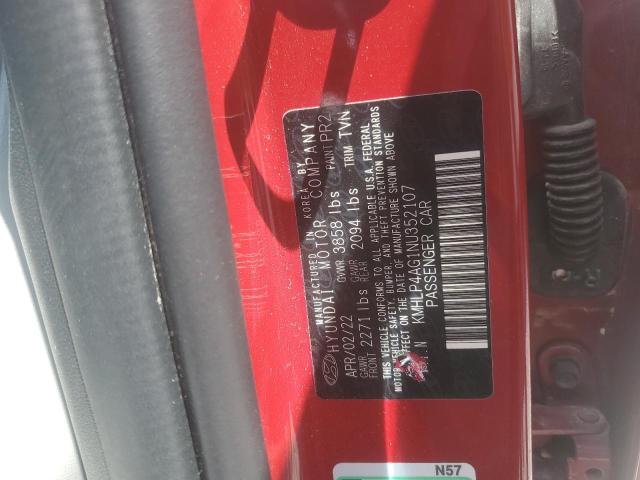 MANUFACTURED IN KOREA BY
HYUNDAI MOTOR COMPANY
APR/02/22 GVWR 3858 lbs PAINT PR2
GAWR FRONT 2271 lbs GAWR REAR 2094 lbs TRIM TVN
THIS VEHICLE CONFORMS TO ALL APPLICABLE U.S.A. FEDERAL
MOTOR VEHICLE SAFETY, BUMPER, AND THEFT PREVENTION STANDARDS
IN EFFECT ON THE DATE OF MANUFACTURE SHOWN ABOVE
KMHLP4AG1NU352107
PASSENGER CAR
N57